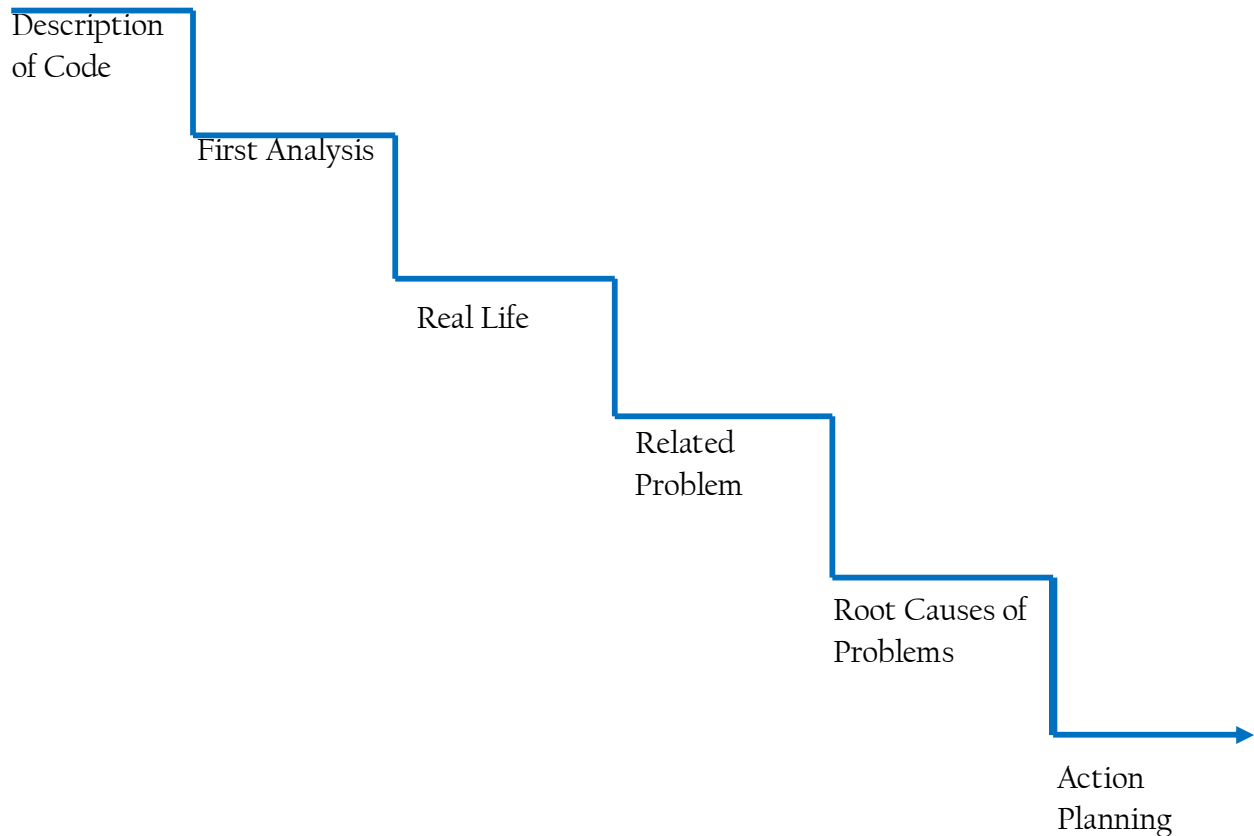 Description
of Code
First Analysis
Real Life
Related
Problem
Root Causes of
Problems
Action
Planning